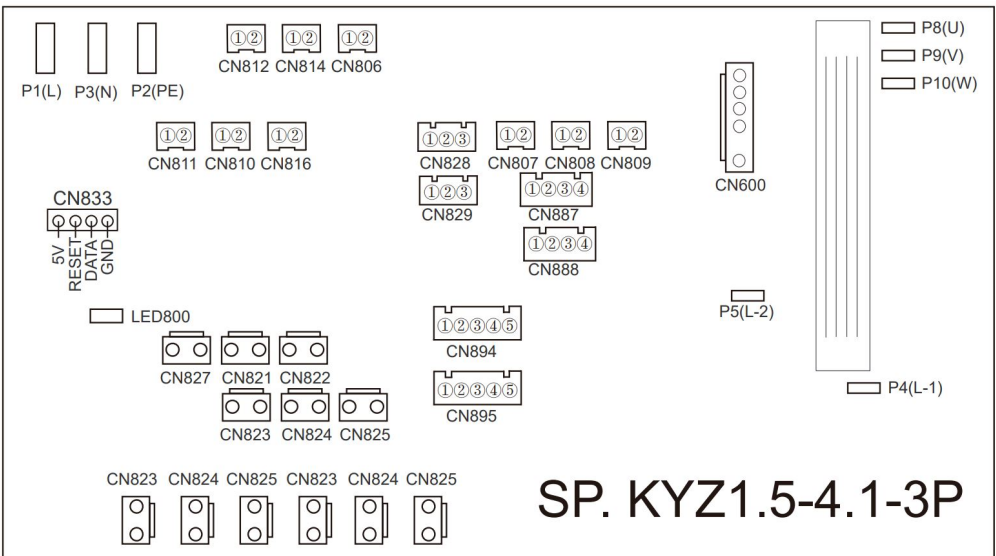 P1(L) P3(N) P2(PE)
①② ①② ①②
CN812 CN814 CN806
P8(U)
P9(V)
P10(W)
①② ①② ①②
CN811 CN810 CN816
①②③ ①② ①② ①②
CN828 CN807 CN808 CN809
①②③ ①②③④
CN829 CN887
①②③④
CN888
CN600
CN833
5V
RESET
DATA
GND
LED800
P5(L-2)
①②③④⑤
CN894
P4(L-1)
CN827 CN821 CN822
①②③④⑤
CN895
CN823 CN824 CN825
CN823 CN824 CN825 CN823 CN824 CN825
SP. KYZ1.5-4.1-3P